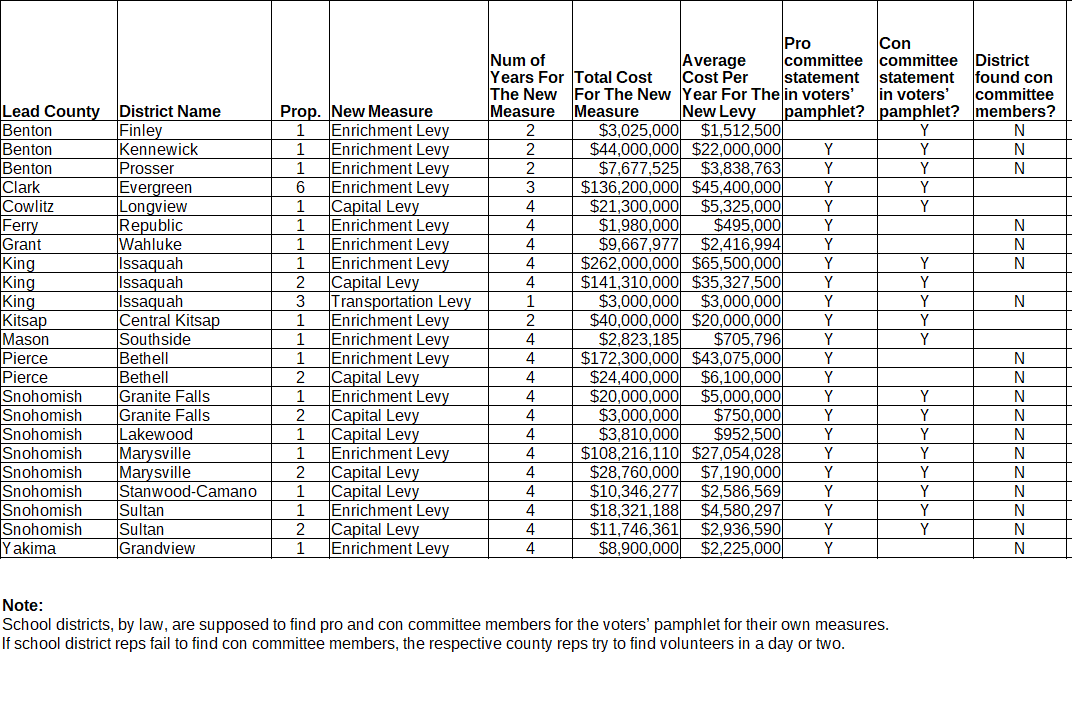 Lead County District Name Prop. New Measure Num of Years For The New Measure Total Cost For The New Measure Average Cost Per Year For The New Levy Pro committee statement in voters’ pamphlet? Con committee statement in voters’ pamphlet? District found con committee members?
Benton Finley 1 Enrichment Levy 2 $3,025,000 $1,512,500 Y N
Benton Kennewick 1 Enrichment Levy 2 $44,000,000 $22,000,000 Y Y N
Benton Prosser 1 Enrichment Levy 2 $7,677,525 $3,838,763 Y Y N
Clark Evergreen 6 Enrichment Levy 3 $136,200,000 $45,400,000 Y Y
Cowlitz Longview 1 Capital Levy 4 $21,300,000 $5,325,000 Y Y
Ferry Republic 1 Enrichment Levy 4 $1,980,000 $495,000 Y N
Grant Wahluke 1 Enrichment Levy 4 $9,667,977 $2,416,994 Y N
King Issaquah 1 Enrichment Levy 4 $262,000,000 $65,500,000 Y Y N
King Issaquah 2 Capital Levy 4 $141,310,000 $35,327,500 Y Y
King Issaquah 3 Transportation Levy 1 $3,000,000 $3,000,000 Y Y N
Kitsap Central Kitsap 1 Enrichment Levy 2 $40,000,000 $20,000,000 Y Y
Mason Southside 1 Enrichment Levy 4 $2,823,185 $705,796 Y Y
Pierce Bethell 1 Enrichment Levy 4 $172,300,000 $43,075,000 Y N
Pierce Bethell 2 Capital Levy 4 $24,400,000 $6,100,000 Y N
Snohomish Granite Falls 1 Enrichment Levy 4 $20,000,000 $5,000,000 Y Y N
Snohomish Granite Falls 2 Capital Levy 4 $3,000,000 $750,000 Y Y N
Snohomish Lakewood 1 Capital Levy 4 $3,810,000 $952,500 Y Y N
Snohomish Marysville 1 Enrichment Levy 4 $108,216,110 $27,054,028 Y Y N
Snohomish Marysville 2 Capital Levy 4 $28,760,000 $7,190,000 Y Y N
Snohomish Stanwood-Camano 1 Capital Levy 4 $10,346,277 $2,586,569 Y Y N
Snohomish Sultan 1 Enrichment Levy 4 $18,321,188 $4,580,297 Y Y N
Snohomish Sultan 2 Capital Levy 4 $11,746,361 $2,936,590 Y Y N
Yakima Grandview 1 Enrichment Levy 4 $8,900,000 $2,225,000 Y N
Note:
School districts, by law, are supposed to find pro and con committee members for the voters’ pamphlet for their own measures.
If school district reps fail to find con committee members, the respective county reps try to find volunteers in a day or two.